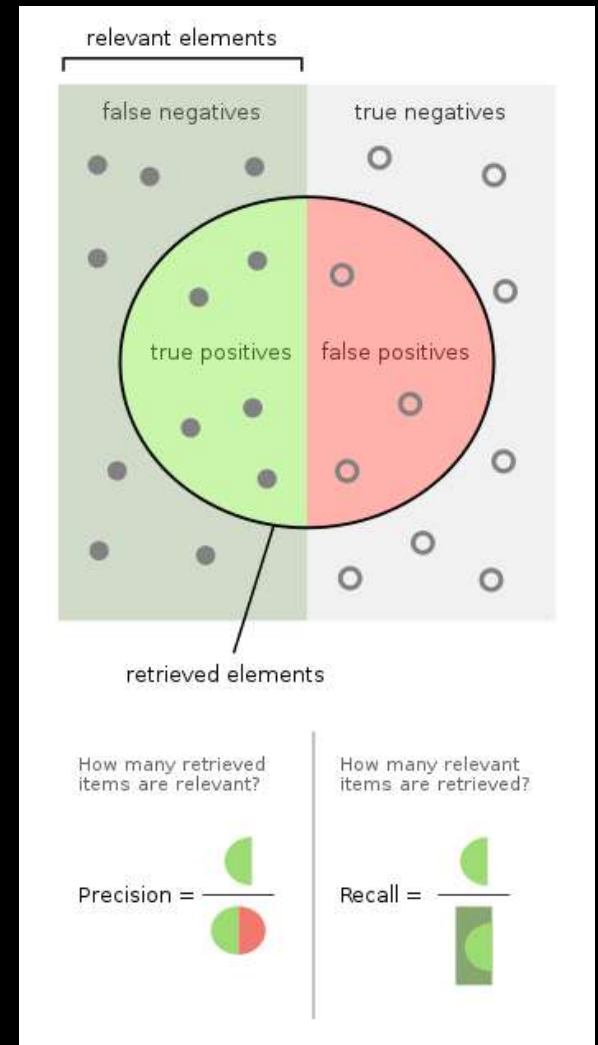 relevant elements
false negatives
true negatives
true positives
false positives
retrieved elements
How many retrieved
items are relevant?
Precision =
How many relevant
items are retrieved?
Recall =